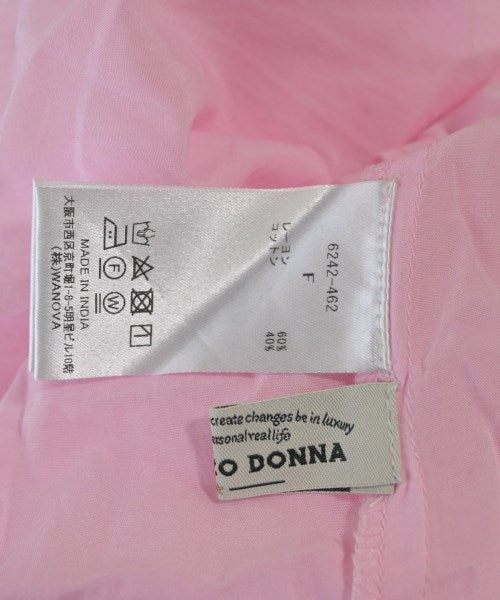 6242-462
F
レーヨン 60%
コットン 40%
F
W
MADE IN INDIA
大阪市西区京町堀1-8-5明星ビル10階
(株)WANOVA
create changes be in luxury
personal real life
O DONNA